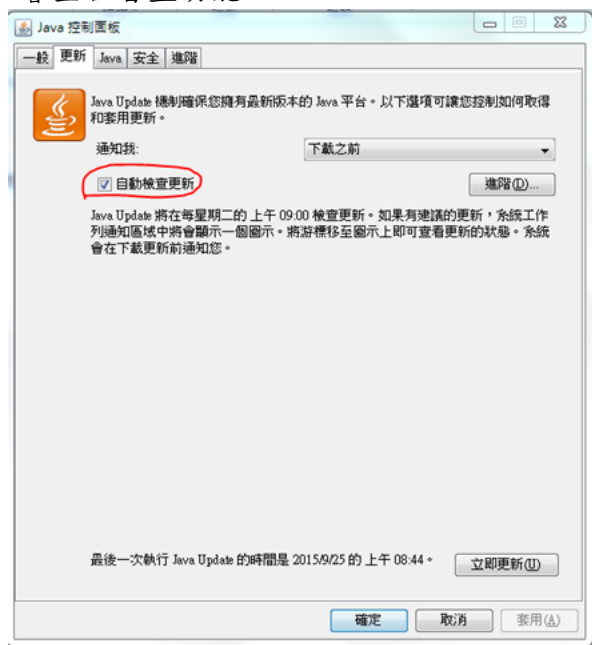 Java 控制面板
一般 更新 Java 安全 進階
Java Update 機制確保您擁有最新版本的 Java 平台。以下選項可讓您控制如何取得
和套用更新。
通知我: 下載之前
自動檢查更新 進階(D)...
Java Update 將在每星期二的 上午 09:00 檢查更新。如果有建議的更新，系統工作
列通知區域中將會顯示一個圖示。將游標移至圖示上即可查看更新的狀態。系統
會在下載更新前通知您。
最後一次執行 Java Update 的時間是 2015/9/25 的 上午 08:44。 立即更新(U)
確定 取消 套用(A)